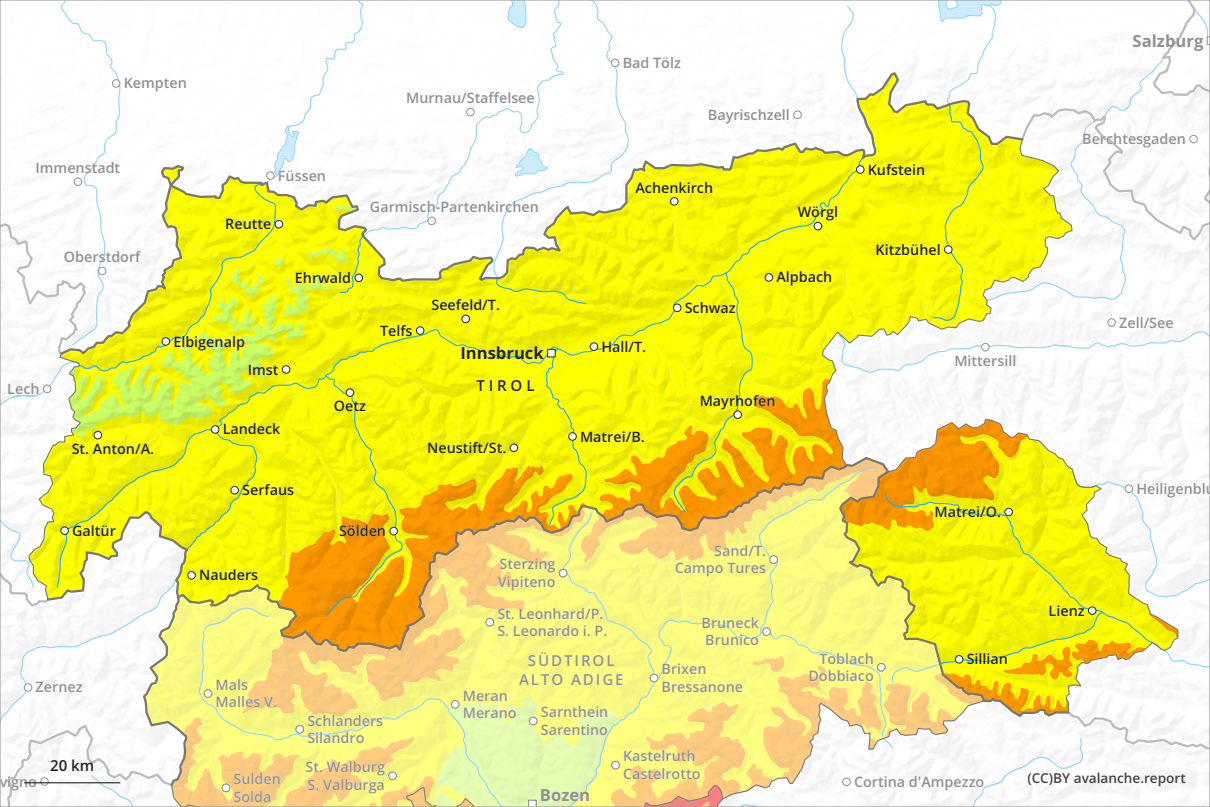 Salzburg
Bad Tölz
Kempten
Murnau/Staffelsee
Bayrischzell
Berchtesgaden
Immenstadt
Füssen
Kufstein
Achenkirch
Garmisch-Partenkirchen
Wörgl
Reutte
Kitzbühel
Oberstdorf
Ehrwald
Alpbach
Seefeld/T.
Schwaz
Telfs
Zell/See
Elbigenalp
Innsbruck
Hall/T.
Mittersill
Imst
TIROL
Lech
Oetz
Mayrhofen
Landeck
Matrei/B.
St. Anton/A.
Neustift/St.
Serfaus
Heiligenblu
Matrei/O.
Galtür
Sölden
Sand/T.
Campo Tures
Sterzing
Vipiteno
Nauders
St. Leonhard/P.
S. Leonardo i. P.
Lienz
Bruneck
Brunico
SÜDTIROL
ALTO ADIGE
Toblach
Dobbiaco
Sillian
Brixen
Bressanone
Zernez
Mals
Malles V.
Meran
Merano
Sarnthein
Sarentino
Schlanders
Silandro
Kastelruth
Castelrotto
St. Walburg
S. Valburga
20 km
vigno
Sulden
Solda
Cortina d'Ampezzo
(CC)BY avalanche.report
Bozen